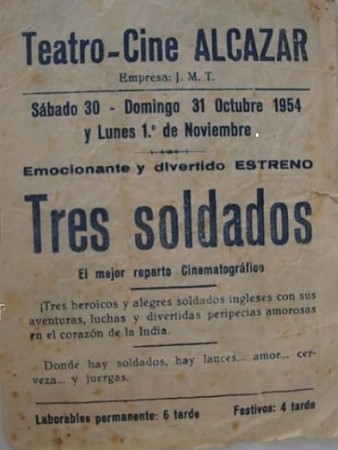 Teatro-Cine ALCAZAR
Empresa: J. M. T.
Sábado 30 - Domingo 31 Octubre 1954
y Lunes 1.º de Noviembre
Emocionante y divertido ESTRENO
Tres soldados
El mejor reparto Cinematográfico
¡Tres heroicos y alegres soldados ingleses con sus
aventuras, luchas y divertidas peripecias amorosas
en el corazón de la India.
Donde hay soldados, hay lances... amor... cer-
veza... y juergas.
Laborables permanente: 6 tarde Festivos: 4 tarde